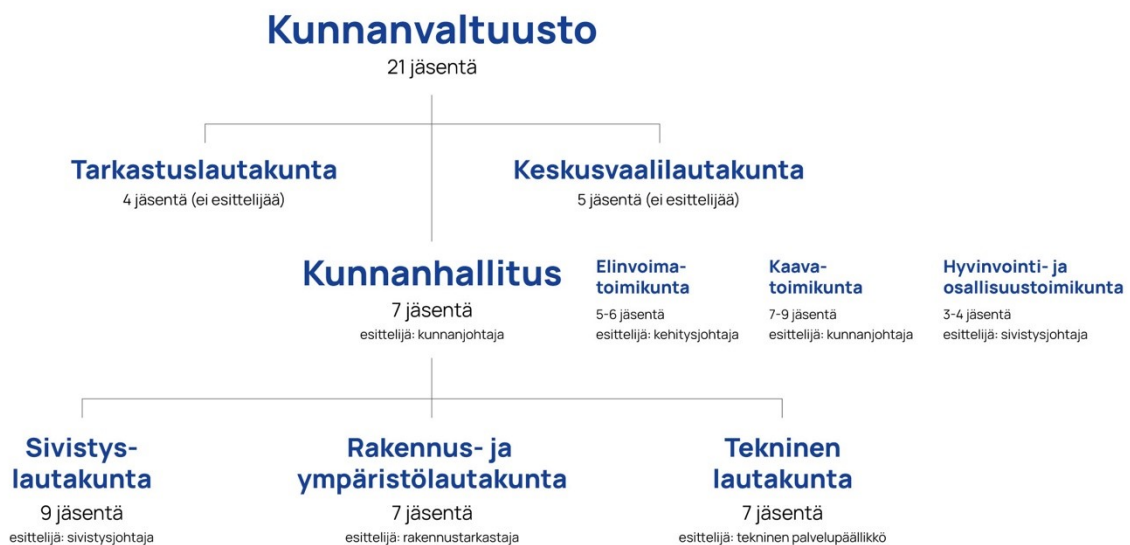 Kunnanvaltuusto
21 jäsentä
Tarkastuslautakunta
4 jäsentä (ei esittelijää)
Keskusvaalilautakunta
5 jäsentä (ei esittelijää)
Kunnanhallitus
7 jäsentä
esittelijä: kunnanjohtaja
Elinvoima-
toimikunta
5-6 jäsentä
esittelijä: kehitysjohtaja
Kaava-
toimikunta
7-9 jäsentä
esittelijä: kunnanjohtaja
Hyvinvointi- ja
osallisuustoimikunta
3-4 jäsentä
esittelijä: sivistysjohtaja
Sivistys-
lautakunta
9 jäsentä
esittelijä: sivistysjohtaja
Rakennus- ja
ympäristölautakunta
7 jäsentä
esittelijä: rakennustarkastaja
Tekninen
lautakunta
7 jäsentä
esittelijä: tekninen palvelupäällikkö